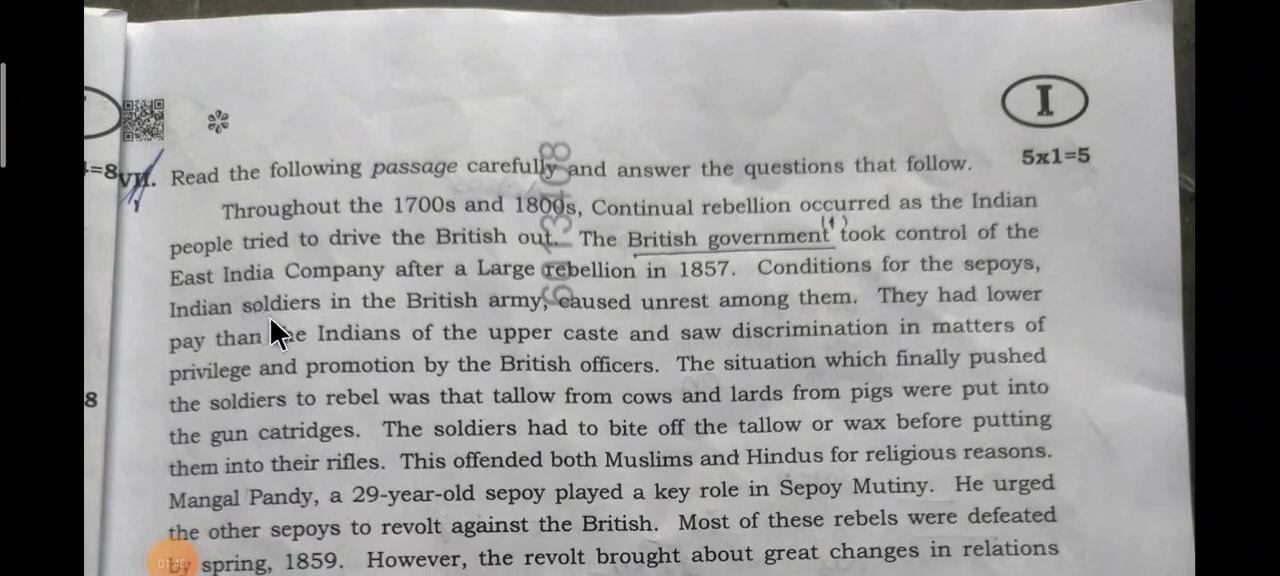 I
=8 VII. Read the following passage carefully and answer the questions that follow. 5x1=5
Throughout the 1700s and 1800s, Continual rebellion occurred as the Indian
people tried to drive the British out. The British government (1) took control of the
East India Company after a Large rebellion in 1857. Conditions for the sepoys,
Indian soldiers in the British army, caused unrest among them. They had lower
pay than the Indians of the upper caste and saw discrimination in matters of
privilege and promotion by the British officers. The situation which finally pushed
8 the soldiers to rebel was that tallow from cows and lards from pigs were put into
the gun catridges. The soldiers had to bite off the tallow or wax before putting
them into their rifles. This offended both Muslims and Hindus for religious reasons.
Mangal Pandy, a 29-year-old sepoy played a key role in Sepoy Mutiny. He urged
the other sepoys to revolt against the British. Most of these rebels were defeated
by spring, 1859. However, the revolt brought about great changes in relations